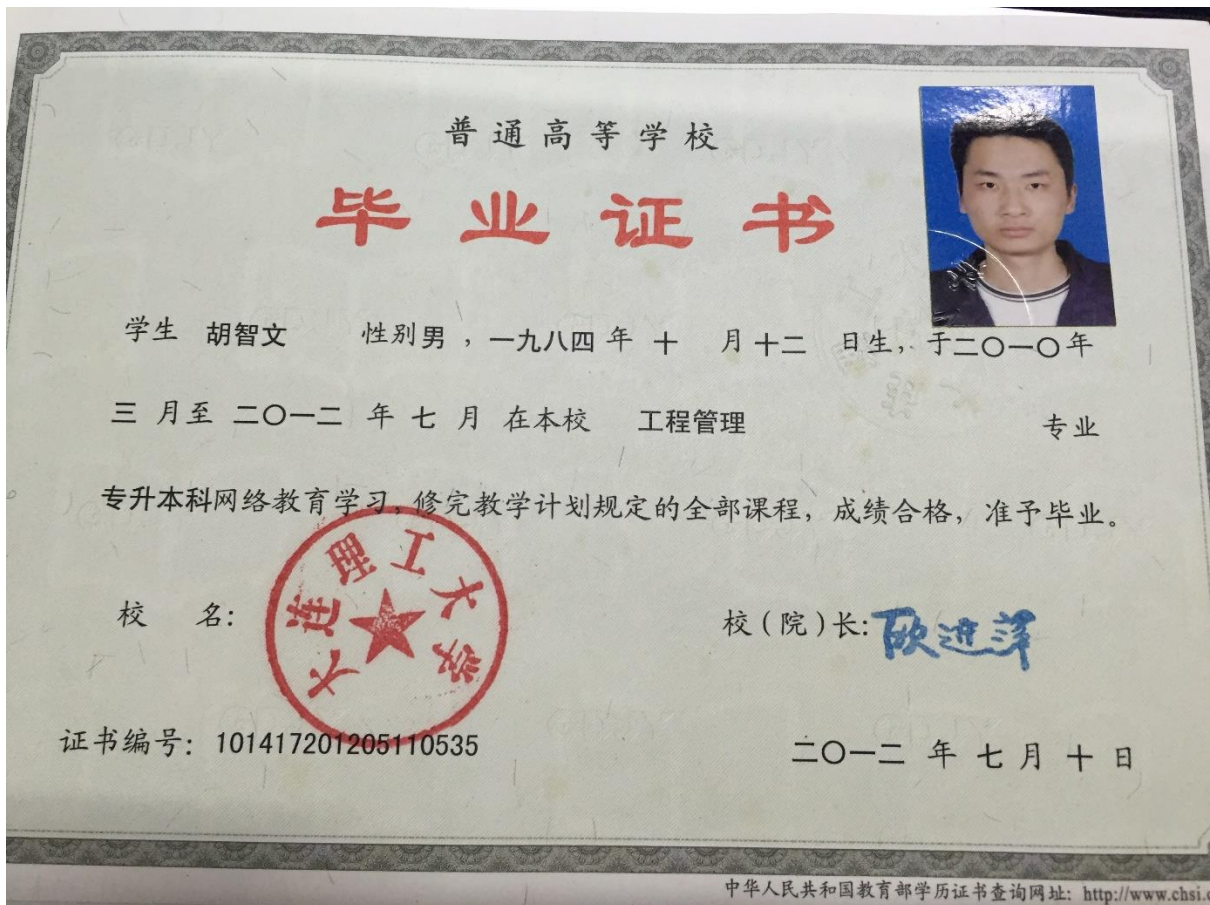 普通高等学校
毕业证书
学生 胡智文 性别男，一九八四年 十 月十二 日生，于二〇一〇年
三 月至 二〇一二 年 七 月 在本校 工程管理 专业
专升本科网络教育学习，修完教学计划规定的全部课程，成绩合格，准予毕业。
校 名：
大连理工大学
校（院）长：欧进萍
证书编号：101417201205110535
二〇一二 年 七 月 十 日
中华人民共和国教育部学历证书查询网址：http://www.chsi.c